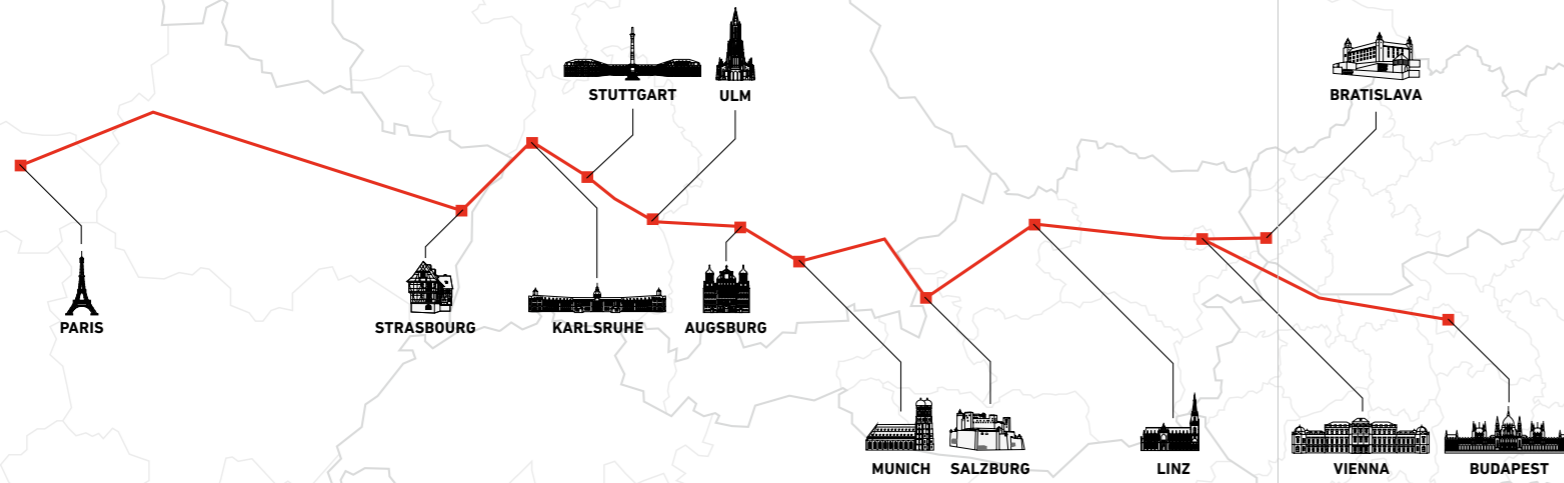 STUTTGART
ULM
BRATISLAVA
PARIS
STRASBOURG
KARLSRUHE
AUGSBURG
MUNICH
SALZBURG
LINZ
VIENNA
BUDAPEST